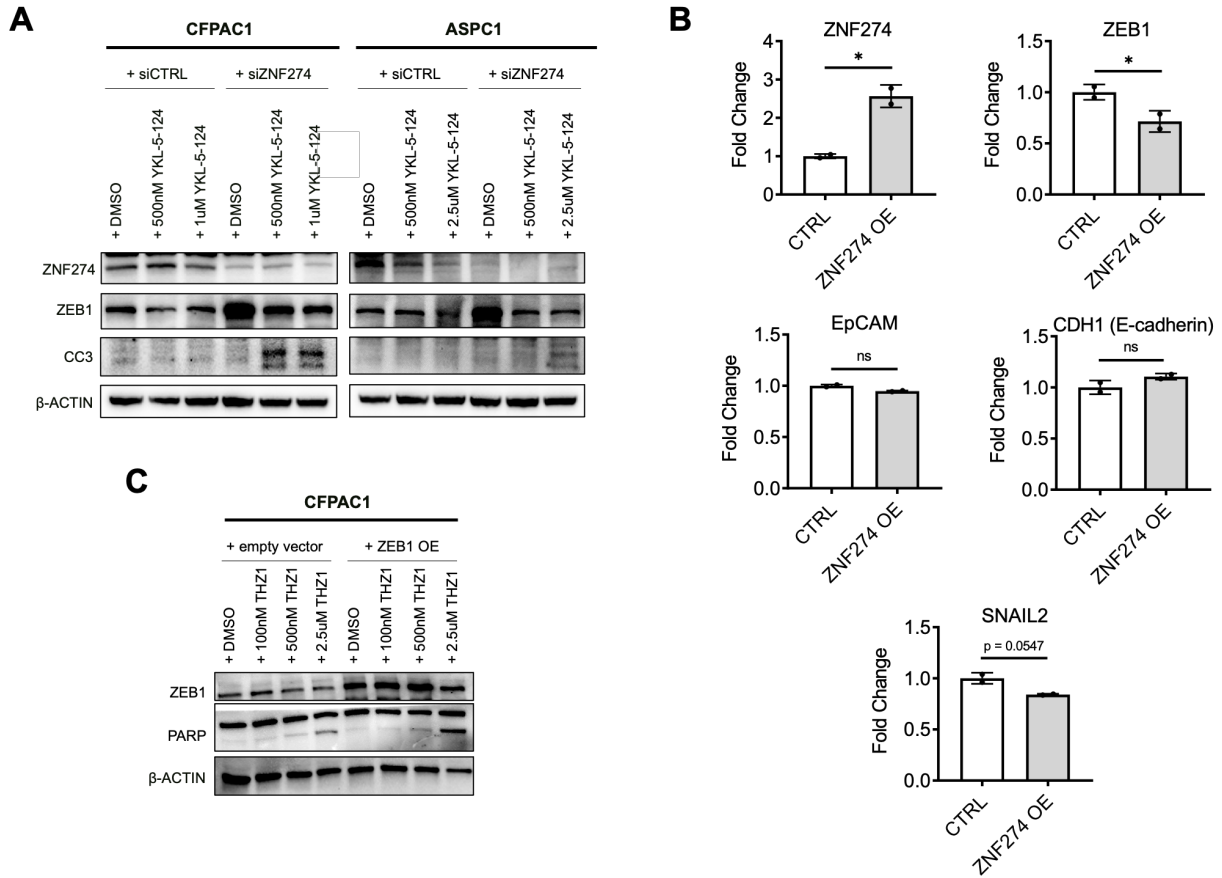 A
CFPAC1
ASPC1
+ siCTRL
+ siZNF274
+ siCTRL
+ siZNF274
+ DMSO
+ 500nM YKL-5-124
+ 1uM YKL-5-124
+ DMSO
+ 500nM YKL-5-124
+ 1uM YKL-5-124
+ DMSO
+ 500nM YKL-5-124
+ 2.5uM YKL-5-124
+ DMSO
+ 500nM YKL-5-124
+ 2.5uM YKL-5-124
ZNF274
ZEB1
CC3
β-ACTIN
B
ZNF274
Fold Change
4
3
2
1
0
*
CTRL
ZNF274 OE
ZEB1
Fold Change
1.5
1.0
0.5
0.0
*
CTRL
ZNF274 OE
EpCAM
Fold Change
1.5
1.0
0.5
0.0
ns
CTRL
ZNF274 OE
CDH1 (E-cadherin)
Fold Change
1.5
1.0
0.5
0.0
ns
CTRL
ZNF274 OE
SNAIL2
Fold Change
1.5
1.0
0.5
0.0
p = 0.0547
CTRL
ZNF274 OE
C
CFPAC1
+ empty vector
+ ZEB1 OE
+ DMSO
+ 100nM THZ1
+ 500nM THZ1
+ 2.5uM THZ1
+ DMSO
+ 100nM THZ1
+ 500nM THZ1
+ 2.5uM THZ1
ZEB1
PARP
β-ACTIN